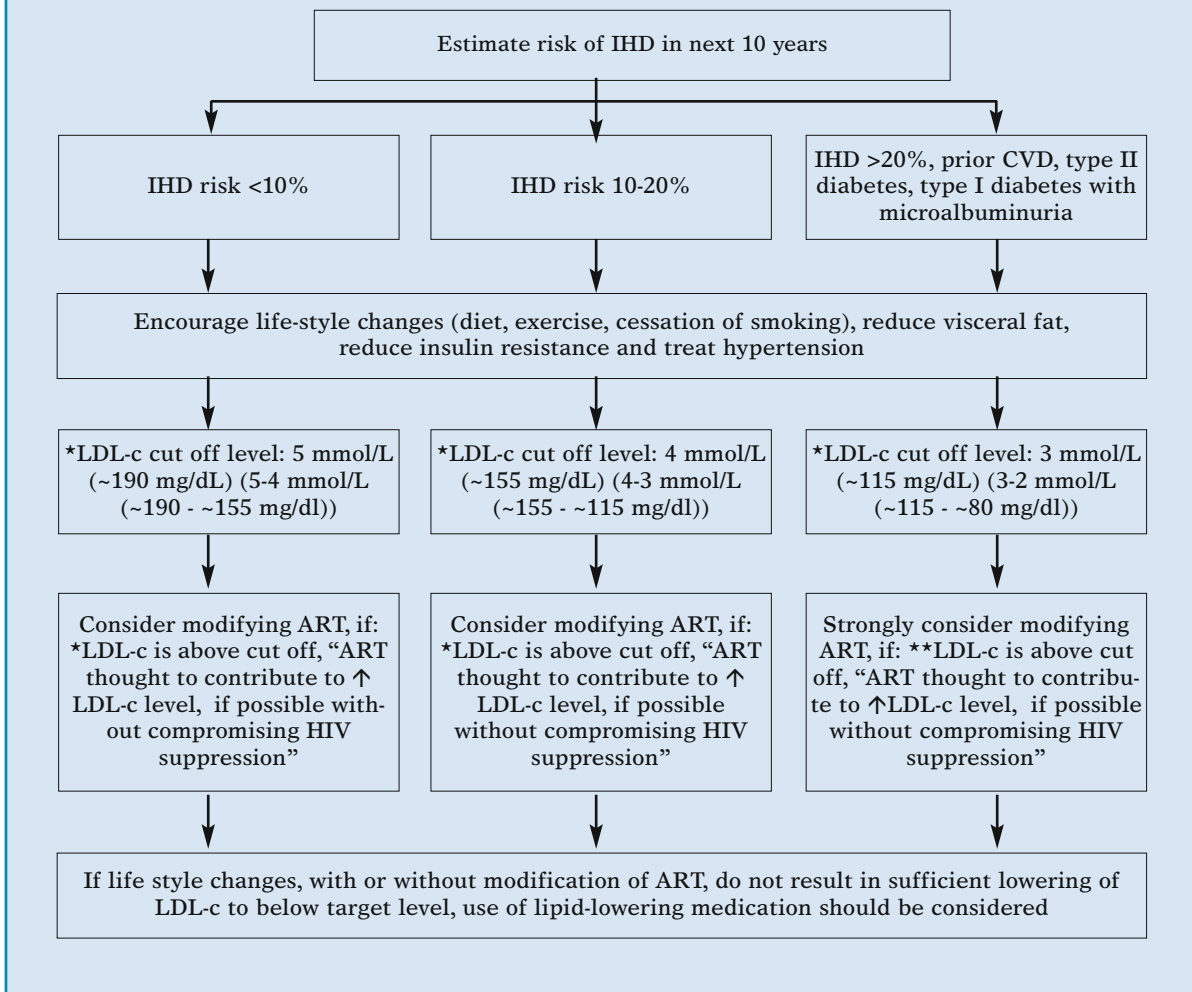 Estimate risk of IHD in next 10 years
IHD risk <10%
IHD risk 10-20%
IHD >20%, prior CVD, type II
diabetes, type I diabetes with
microalbuminuria
Encourage life-style changes (diet, exercise, cessation of smoking), reduce visceral fat,
reduce insulin resistance and treat hypertension
*LDL-c cut off level: 5 mmol/L
(~190 mg/dL) (5-4 mmol/L
(~190 - ~155 mg/dl))
*LDL-c cut off level: 4 mmol/L
(~155 mg/dL) (4-3 mmol/L
(~155 - ~115 mg/dl))
*LDL-c cut off level: 3 mmol/L
(~115 mg/dL) (3-2 mmol/L
(~115 - ~80 mg/dl))
Consider modifying ART, if:
*LDL-c is above cut off, “ART
thought to contribute to ↑
LDL-c level, if possible with-
out compromising HIV
suppression”
Consider modifying ART, if:
*LDL-c is above cut off, “ART
thought to contribute to ↑
LDL-c level, if possible
without compromising HIV
suppression”
Strongly consider modifying
ART, if: **LDL-c is above cut
off, “ART thought to contribu-
te to ↑LDL-c level, if possible
without compromising HIV
suppression”
If life style changes, with or without modification of ART, do not result in sufficient lowering of
LDL-c to below target level, use of lipid-lowering medication should be considered